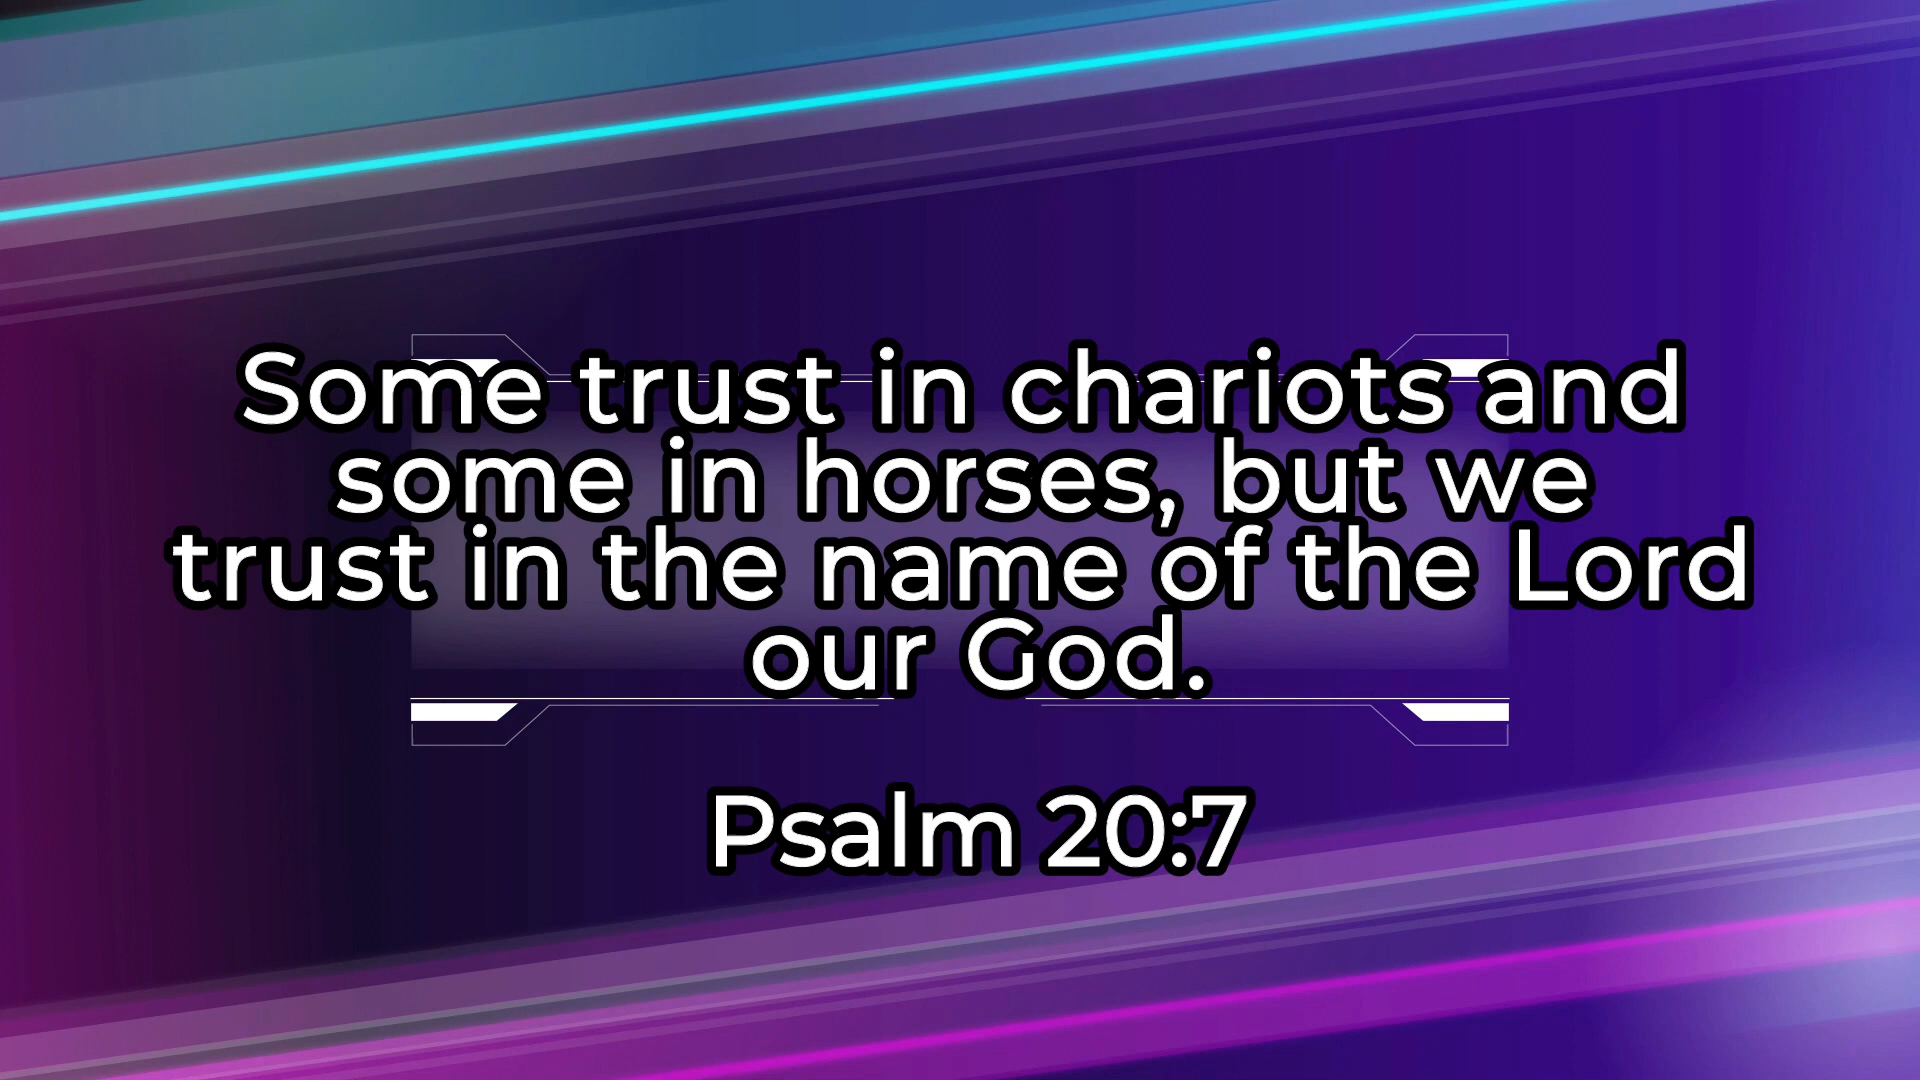 Some trust in chariots and
some in horses, but we
trust in the name of the Lord
our God.
Psalm 20:7